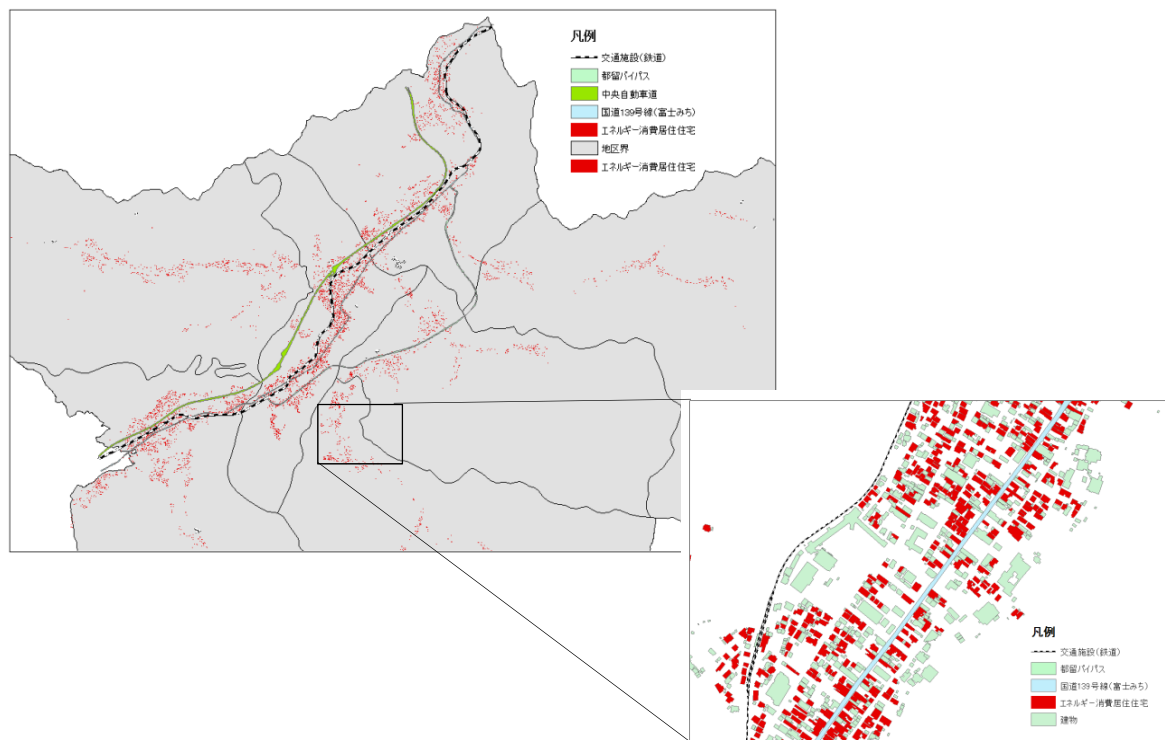 凡例
交通施設(鉄道)
都留バイパス
中央自動車道
国道139号線(富士みち)
エネルギー消費居住住宅
地区界
エネルギー消費居住住宅
凡例
交通施設(鉄道)
都留バイパス
国道139号線(富士みち)
エネルギー消費居住住宅
建物